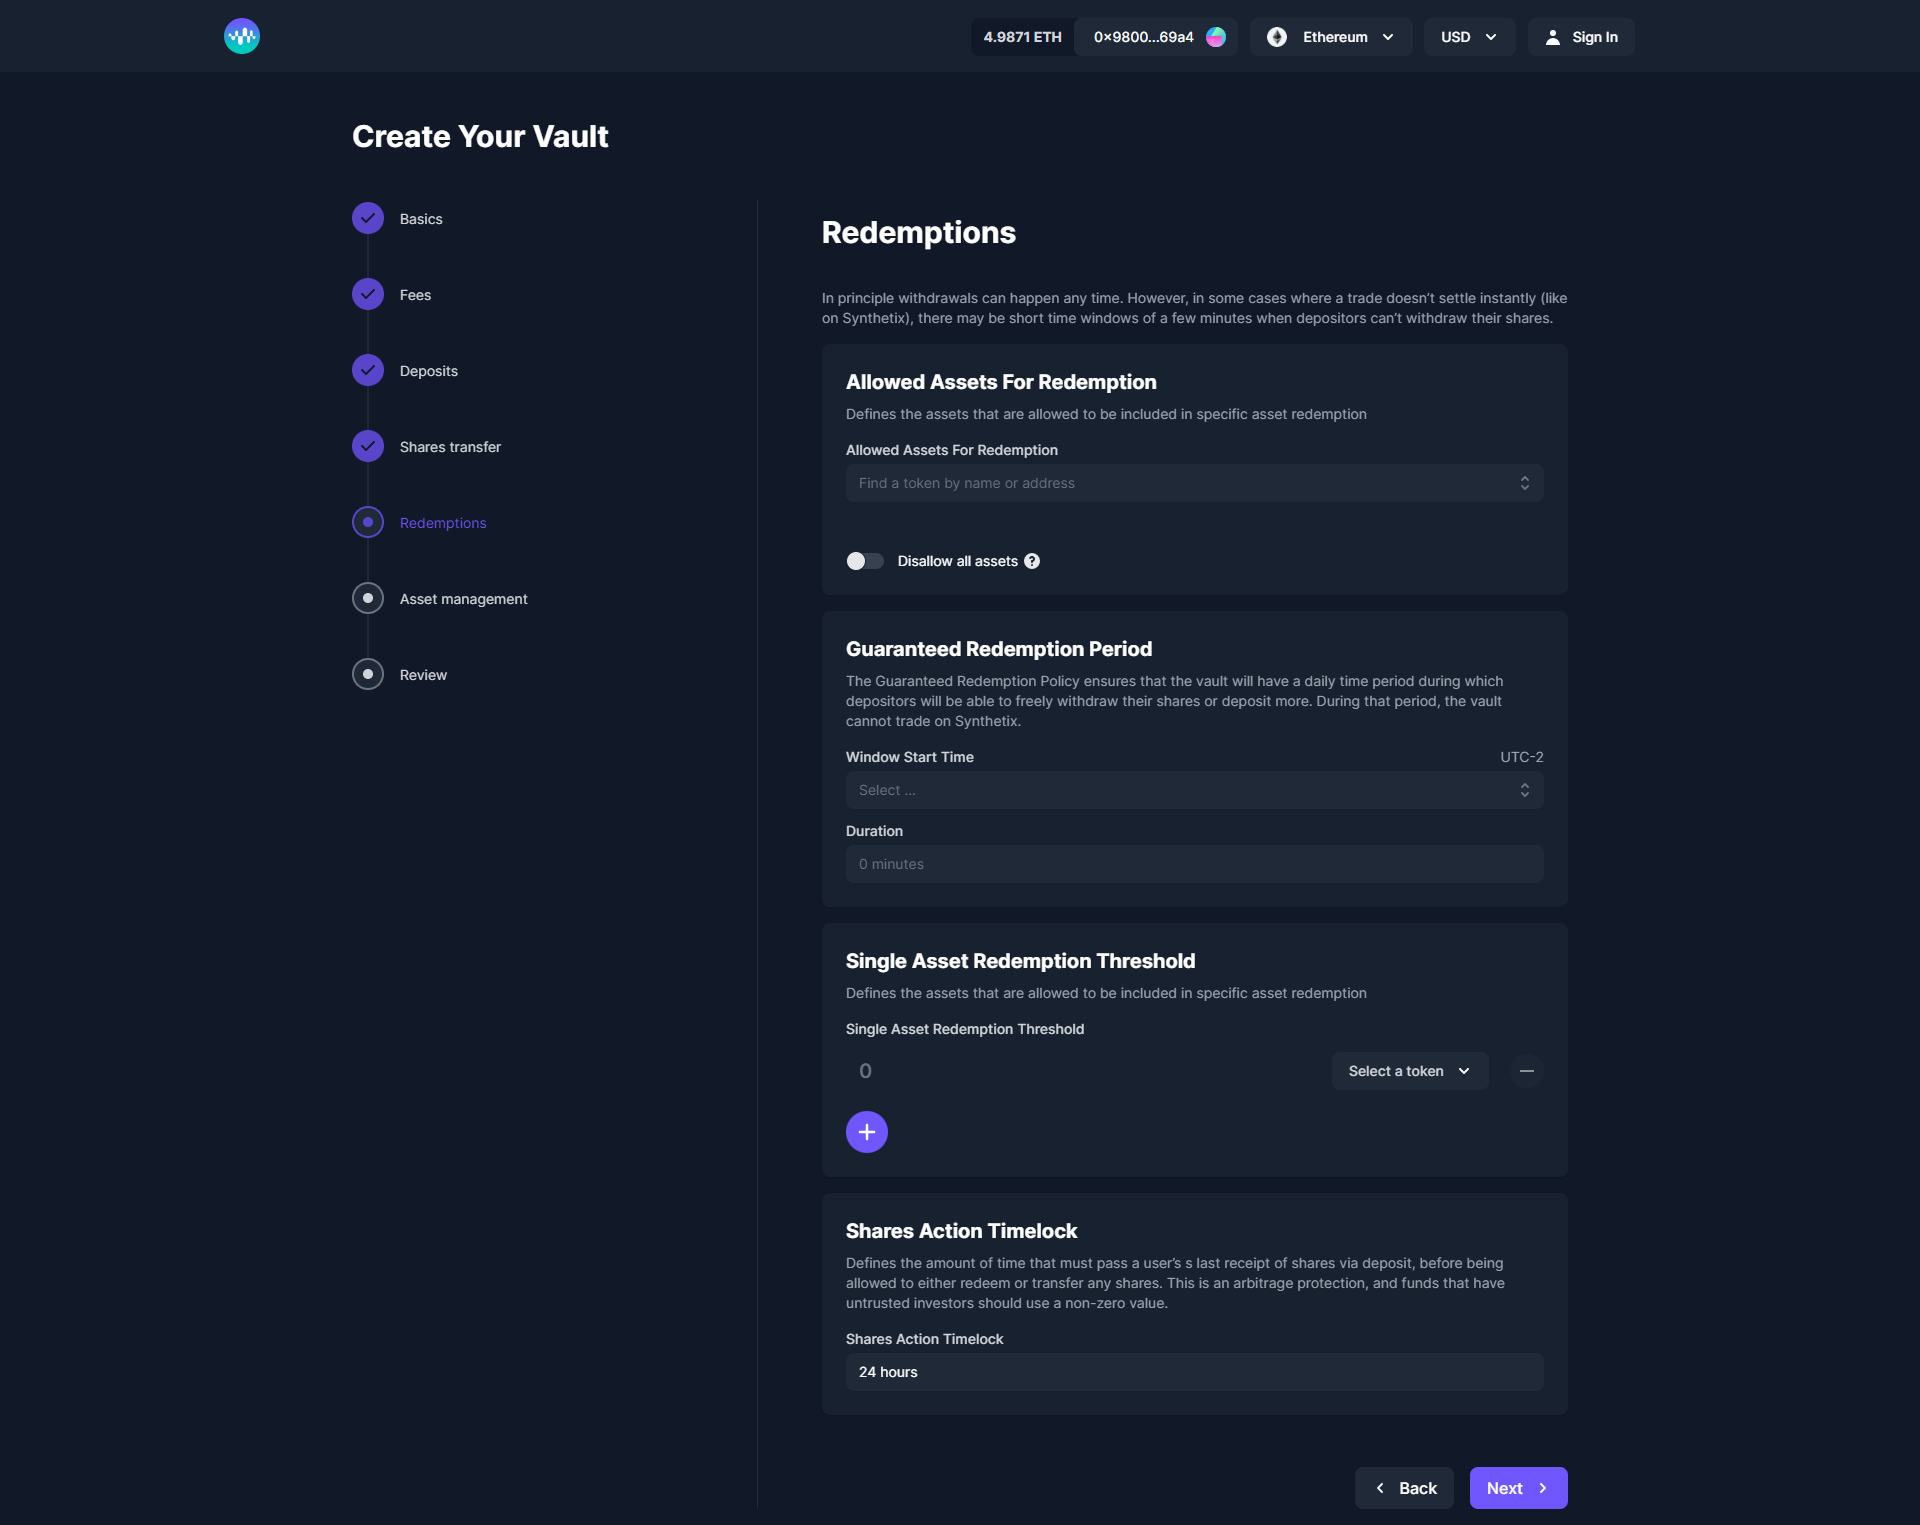 4.9871 ETH
0x9800...69a4
Ethereum
USD
Sign In
Create Your Vault
Basics
Fees
Deposits
Shares transfer
Redemptions
Asset management
Review
Redemptions
In principle withdrawals can happen any time. However, in some cases where a trade doesn’t settle instantly (like
on Synthetix), there may be short time windows of a few minutes when depositors can’t withdraw their shares.
Allowed Assets For Redemption
Defines the assets that are allowed to be included in specific asset redemption
Allowed Assets For Redemption
Find a token by name or address
Disallow all assets ?
Guaranteed Redemption Period
The Guaranteed Redemption Policy ensures that the vault will have a daily time period during which
depositors will be able to freely withdraw their shares or deposit more. During that period, the vault
cannot trade on Synthetix.
Window Start Time
UTC-2
Select ...
Duration
0 minutes
Single Asset Redemption Threshold
Defines the assets that are allowed to be included in specific asset redemption
Single Asset Redemption Threshold
0
Select a token
Shares Action Timelock
Defines the amount of time that must pass a user’s s last receipt of shares via deposit, before being
allowed to either redeem or transfer any shares. This is an arbitrage protection, and funds that have
untrusted investors should use a non-zero value.
Shares Action Timelock
24 hours
Back
Next